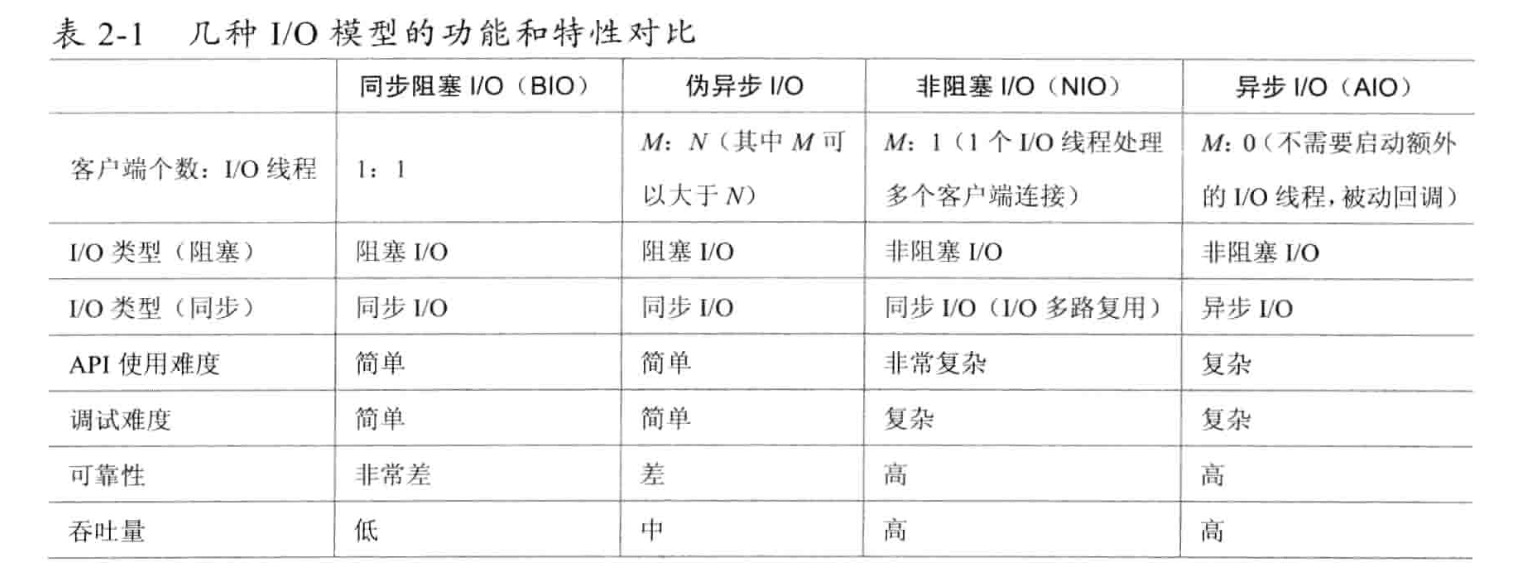 表 2-1 几种 I/O 模型的功能和特性对比
同步阻塞 I/O（BIO） 伪异步 I/O 非阻塞 I/O（NIO） 异步 I/O（AIO）
客户端个数：I/O 线程 1：1 M：N（其中 M 可以大于 N） M：1（1 个 I/O 线程处理多个客户端连接） M：0（不需要启动额外的 I/O 线程，被动回调）
I/O 类型（阻塞） 阻塞 I/O 阻塞 I/O 非阻塞 I/O 非阻塞 I/O
I/O 类型（同步） 同步 I/O 同步 I/O 同步 I/O（I/O 多路复用） 异步 I/O
API 使用难度 简单 简单 非常复杂 复杂
调试难度 简单 简单 复杂 复杂
可靠性 非常差 差 高 高
吞吐量 低 中 高 高